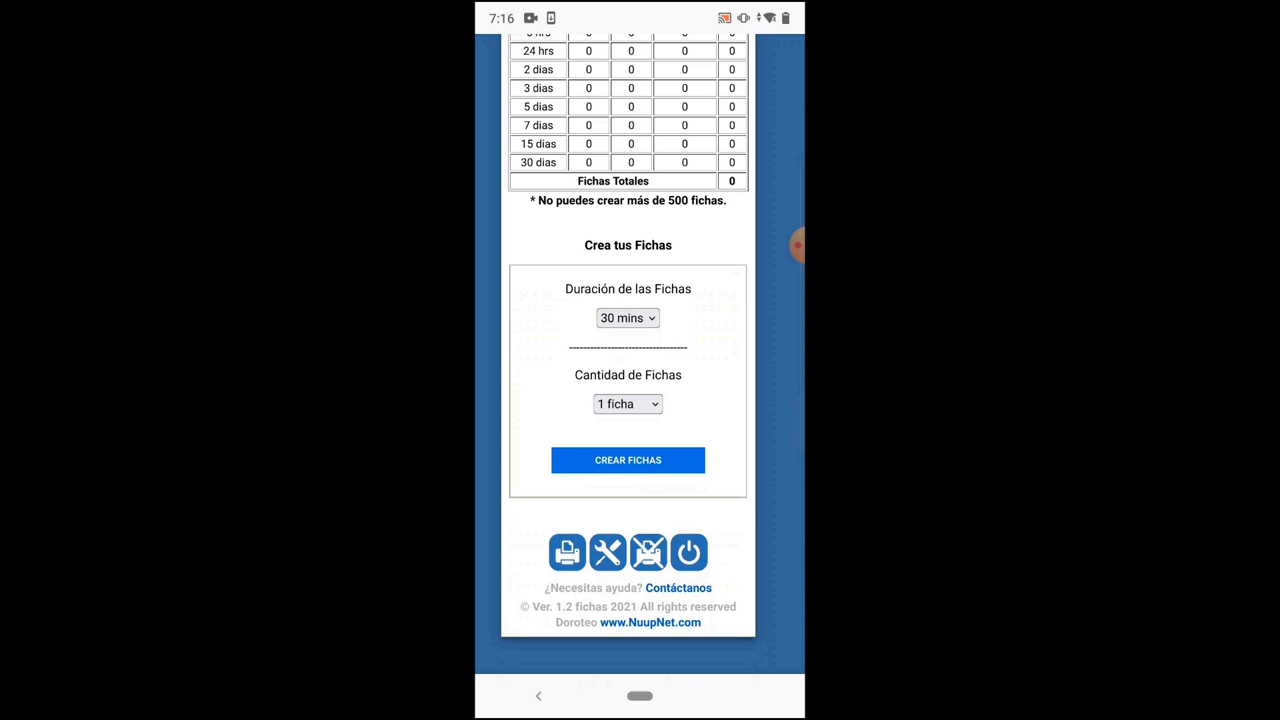 7:16
24 hrs 0 0 0 0
2 dias 0 0 0 0
3 dias 0 0 0 0
5 dias 0 0 0 0
7 dias 0 0 0 0
15 dias 0 0 0 0
30 dias 0 0 0 0
Fichas Totales 0
* No puedes crear más de 500 fichas.
Crea tus Fichas
Duración de las Fichas
30 mins
----------------------------------
Cantidad de Fichas
1 ficha
CREAR FICHAS
¿Necesitas ayuda? Contáctanos
© Ver. 1.2 fichas 2021 All rights reserved
Doroteo www.NuupNet.com